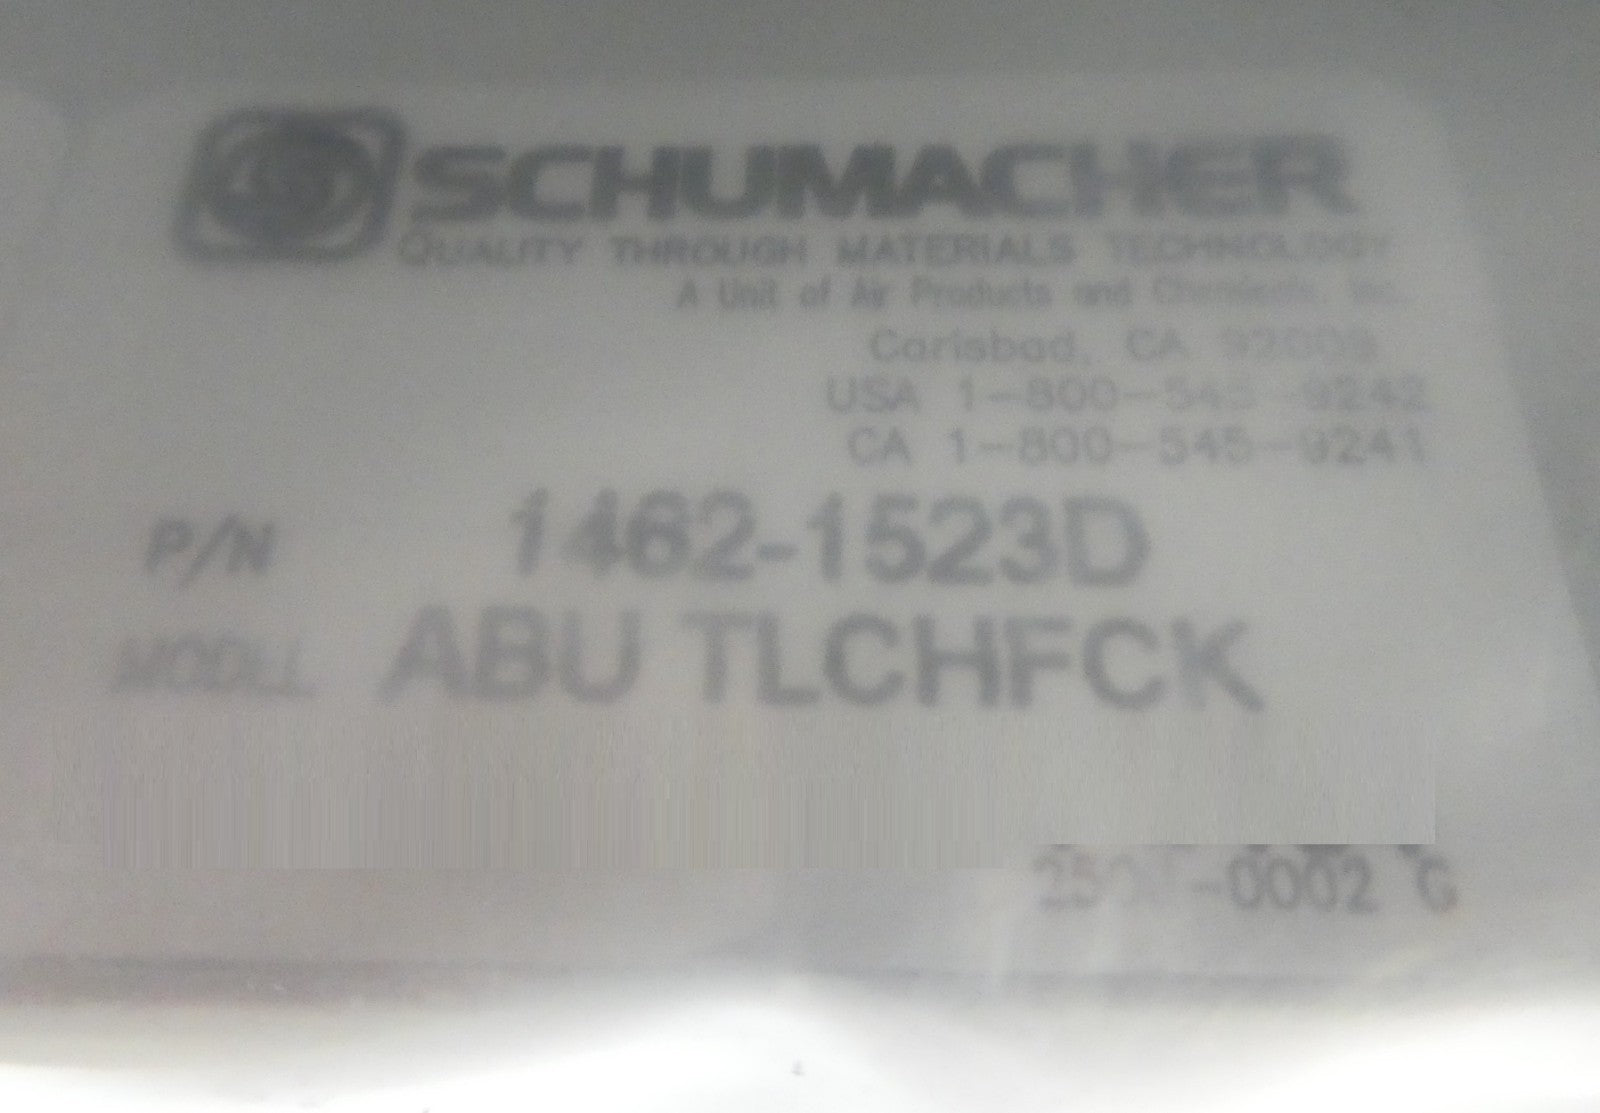 SCHUMACHER
QUALITY THROUGH MATERIALS TECHNOLOGY
A Unit of Air Products and Chemicals, Inc.
Carlsbad, CA 92009
USA 1-800-545-9242
CA 1-800-545-9241
P/N 1462-1523D
MODEL ABU TLCHFCK
G